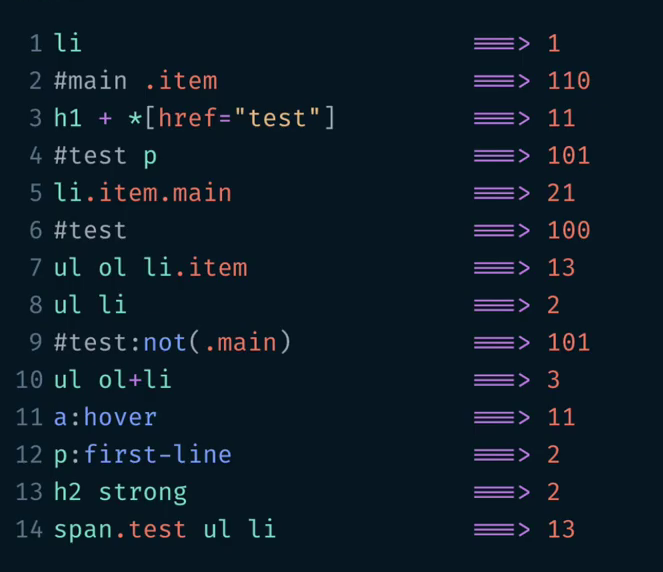 1 li ===> 1
2 #main .item ===> 110
3 h1 + *[href="test"] ===> 11
4 #test p ===> 101
5 li.item.main ===> 21
6 #test ===> 100
7 ul ol li.item ===> 13
8 ul li ===> 2
9 #test:not(.main) ===> 101
10 ul ol+li ===> 3
11 a:hover ===> 11
12 p:first-line ===> 2
13 h2 strong ===> 2
14 span.test ul li ===> 13